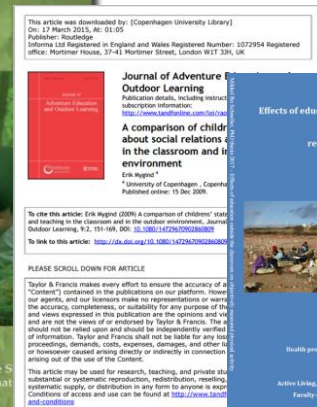 This article was downloaded by: [Copenhagen University Library]
On: 17 March 2015, At: 01:05
Publisher: Routledge
Informa Ltd Registered in England and Wales Registered Number: 1072954 Registered
office: Mortimer House, 37-41 Mortimer Street, London W1T 3JH, UK
Journal of
Adventure Education
and Outdoor Learning
Journal of Adventure E
Outdoor Learning
Publication details, including instruct
subscription information:
http://www.tandfonline.com/loi/rao
A comparison of childr
about social relations a
in the classroom and i
environment
Erik Mygind ª
ª University of Copenhagen , Copenha
Published online: 15 Dec 2009.
To cite this article: Erik Mygind (2009) A comparison of childrens' state
and teaching in the classroom and in the outdoor environment, Journal
Outdoor Learning, 9:2, 151-169, DOI: 10.1080/14729670902860809
To link to this article: http://dx.doi.org/10.1080/14729670902860809
PLEASE SCROLL DOWN FOR ARTICLE
Taylor & Francis makes every effort to ensure the accuracy of a
"Content") contained in the publications on our platform. Howe
our agents, and our licensors make no representations or warra
the accuracy, completeness, or suitability for any purpose of th
and views expressed in this publication are the opinions and vie
and are not the views of or endorsed by Taylor & Francis. The a
should not be relied upon and should be independently verified
of information. Taylor and Francis shall not be liable for any los
proceedings, demands, costs, expenses, damages, and other l
or howsoever caused arising directly or indirectly in connection
arising out of the use of the Content.
This article may be used for research, teaching, and private stu
substantial or systematic reproduction, redistribution, reselling,
systematic supply, or distribution in any form to anyone is expr
Conditions of access and use can be found at http://www.tandf
and-conditions
Effects of edu
re
Health pro
Active Living,
Faculty